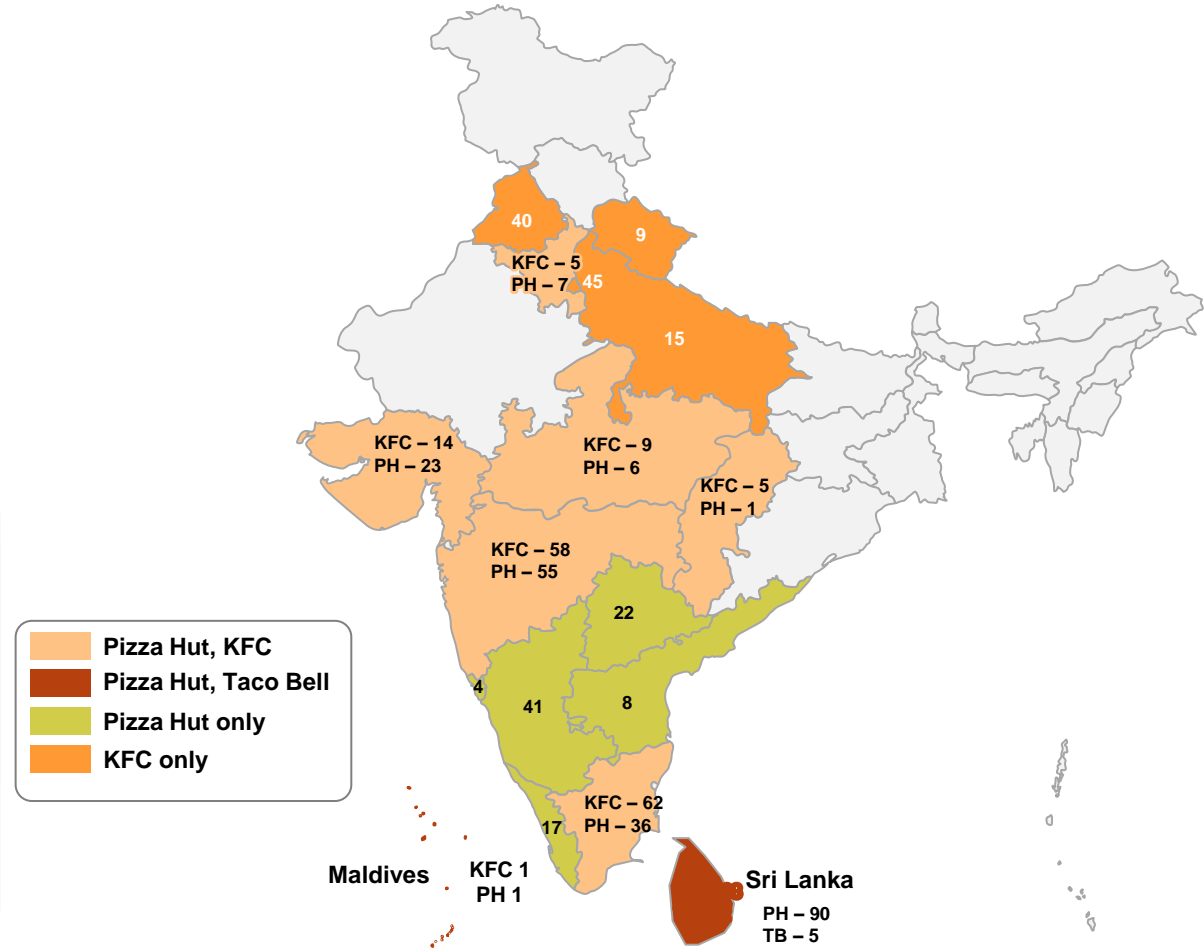 40
9
KFC – 5
PH – 7
45
15
KFC – 14
PH – 23
KFC – 9
PH – 6
KFC – 5
PH – 1
KFC – 58
PH – 55
22
4
41
8
KFC – 62
PH – 36
17
Pizza Hut, KFC
Pizza Hut, Taco Bell
Pizza Hut only
KFC only
Maldives
KFC 1
PH 1
Sri Lanka
PH – 90
TB – 5